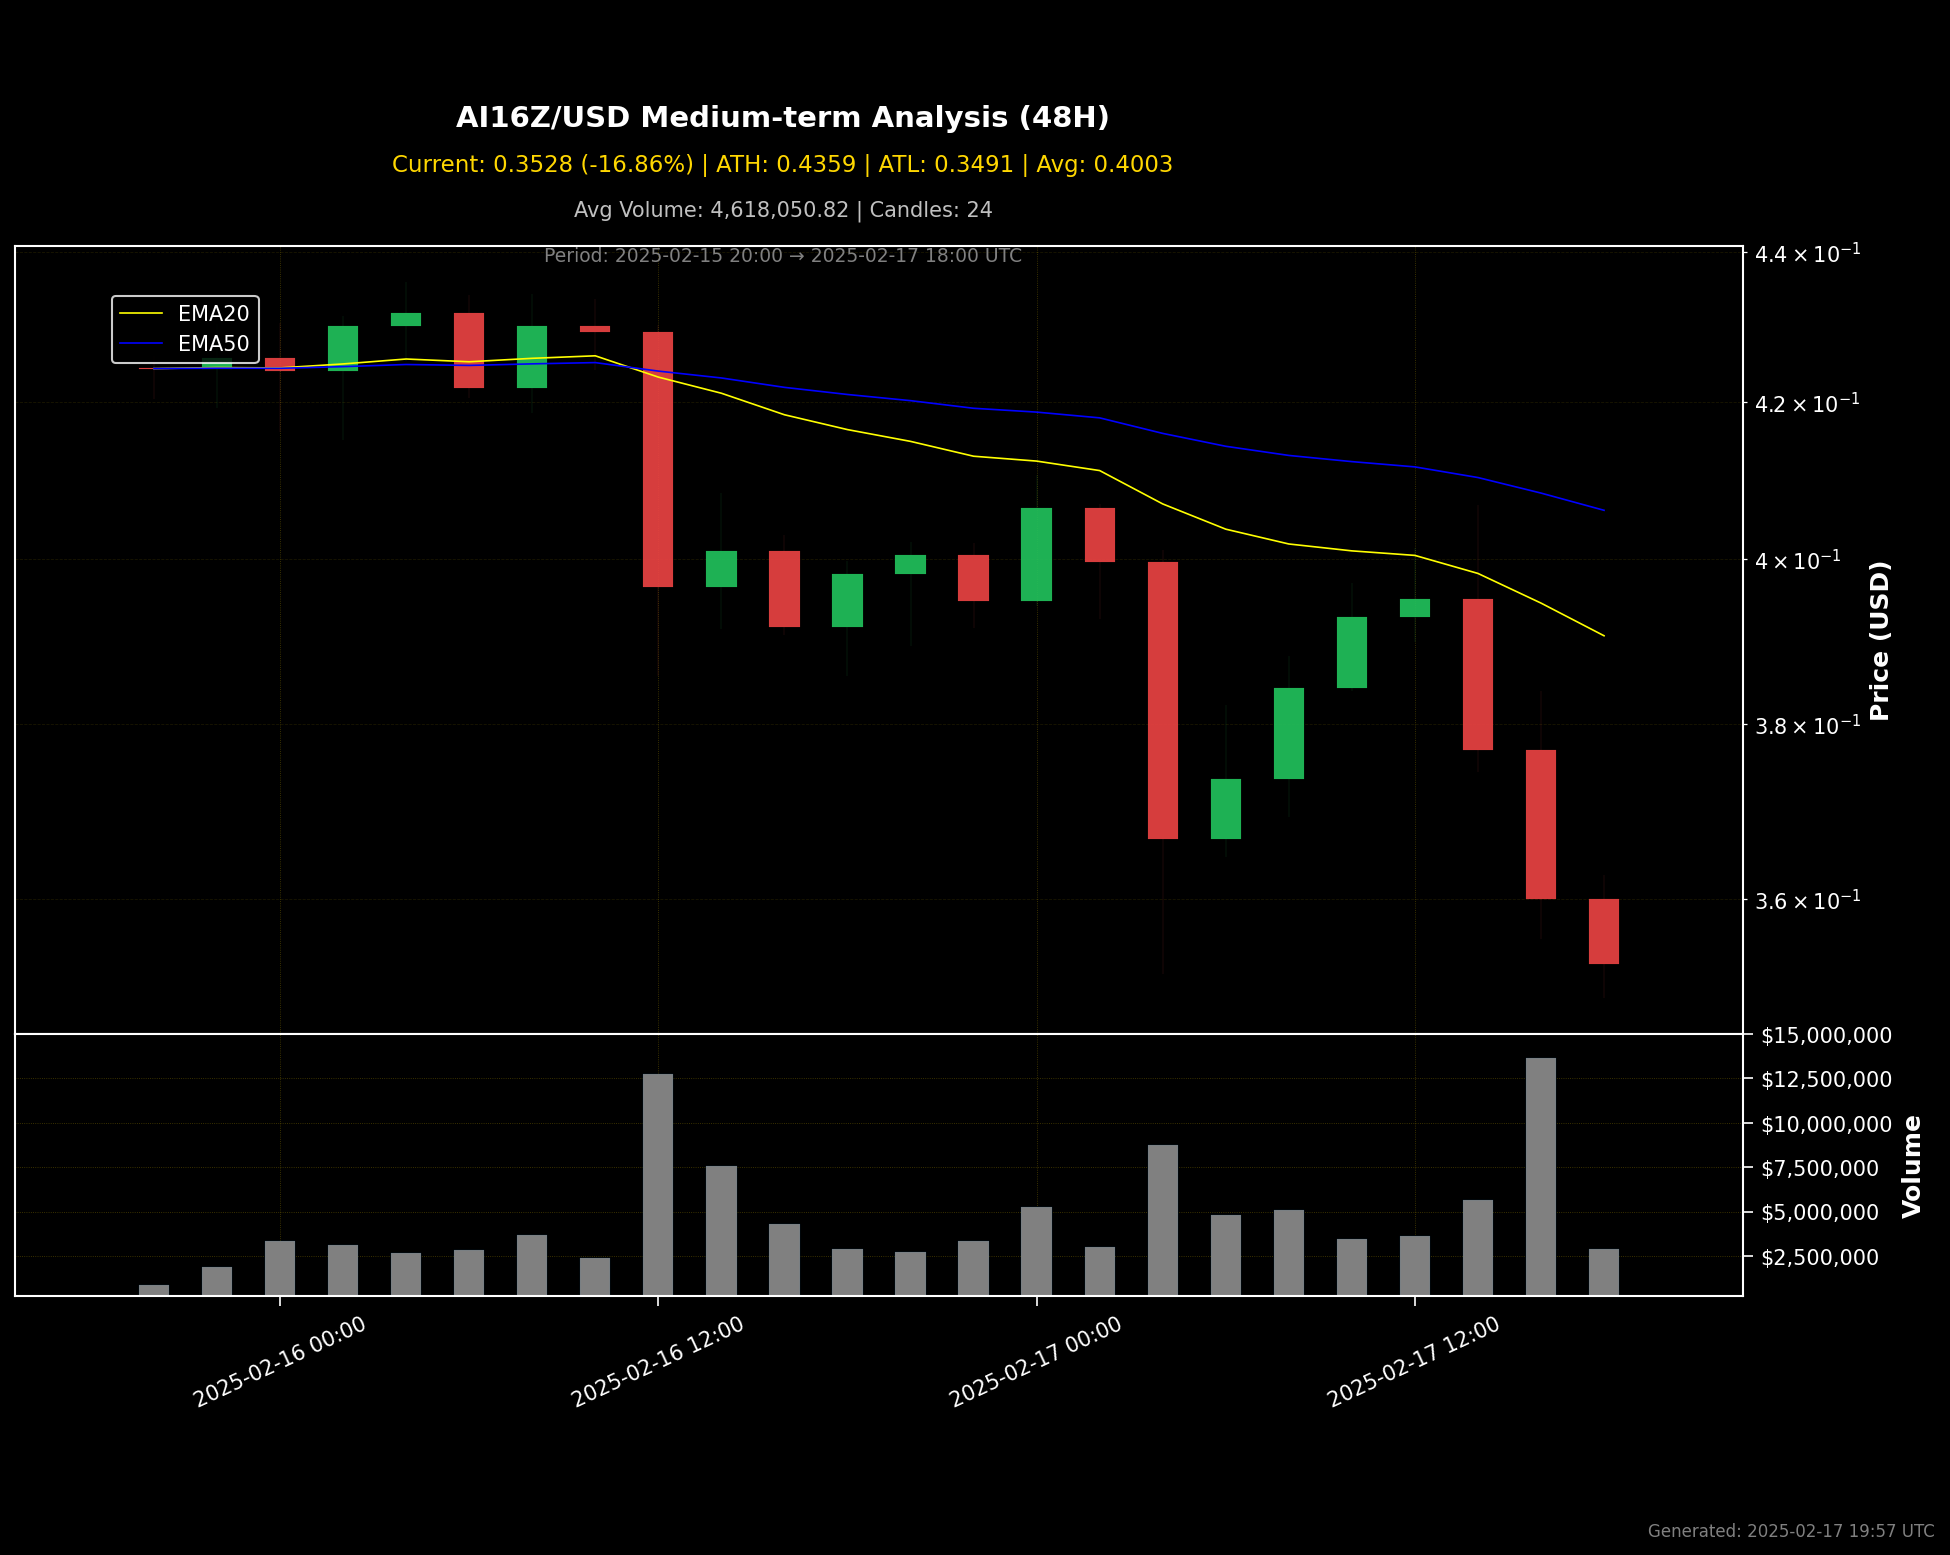 AI16Z/USD Medium-term Analysis (48H)
Current: 0.3528 (-16.86%) | ATH: 0.4359 | ATL: 0.3491 | Avg: 0.4003
Avg Volume: 4,618,050.82 | Candles: 24
Period: 2025-02-15 20:00 → 2025-02-17 18:00 UTC
EMA20
EMA50
4.4 × 10⁻¹
4.2 × 10⁻¹
4 × 10⁻¹
3.8 × 10⁻¹
3.6 × 10⁻¹
Price (USD)
$15,000,000
$12,500,000
$10,000,000
$7,500,000
$5,000,000
$2,500,000
Volume
2025-02-16 00:00
2025-02-16 12:00
2025-02-17 00:00
2025-02-17 12:00
Generated: 2025-02-17 19:57 UTC